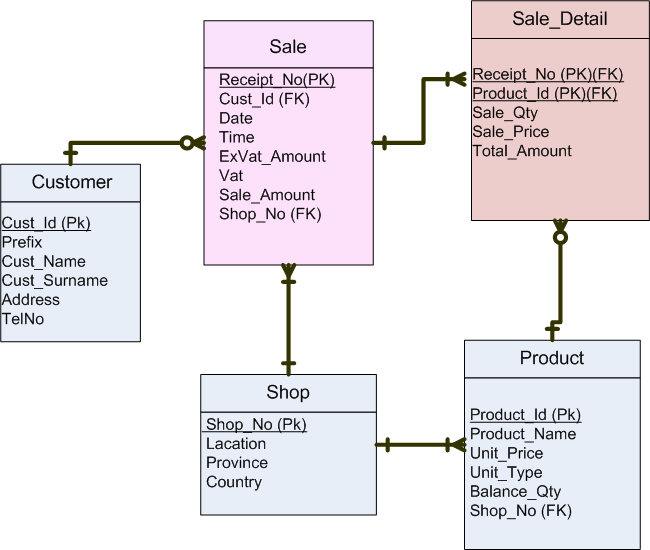 Sale
Receipt_No(PK)
Cust_Id (FK)
Date
Time
ExVat_Amount
Vat
Sale_Amount
Shop_No (FK)
Sale_Detail
Receipt_No (PK)(FK)
Product_Id (PK)(FK)
Sale_Qty
Sale_Price
Total_Amount
Customer
Cust_Id (Pk)
Prefix
Cust_Name
Cust_Surname
Address
TelNo
Shop
Shop_No (Pk)
Lacation
Province
Country
Product
Product_Id (Pk)
Product_Name
Unit_Price
Unit_Type
Balance_Qty
Shop_No (FK)